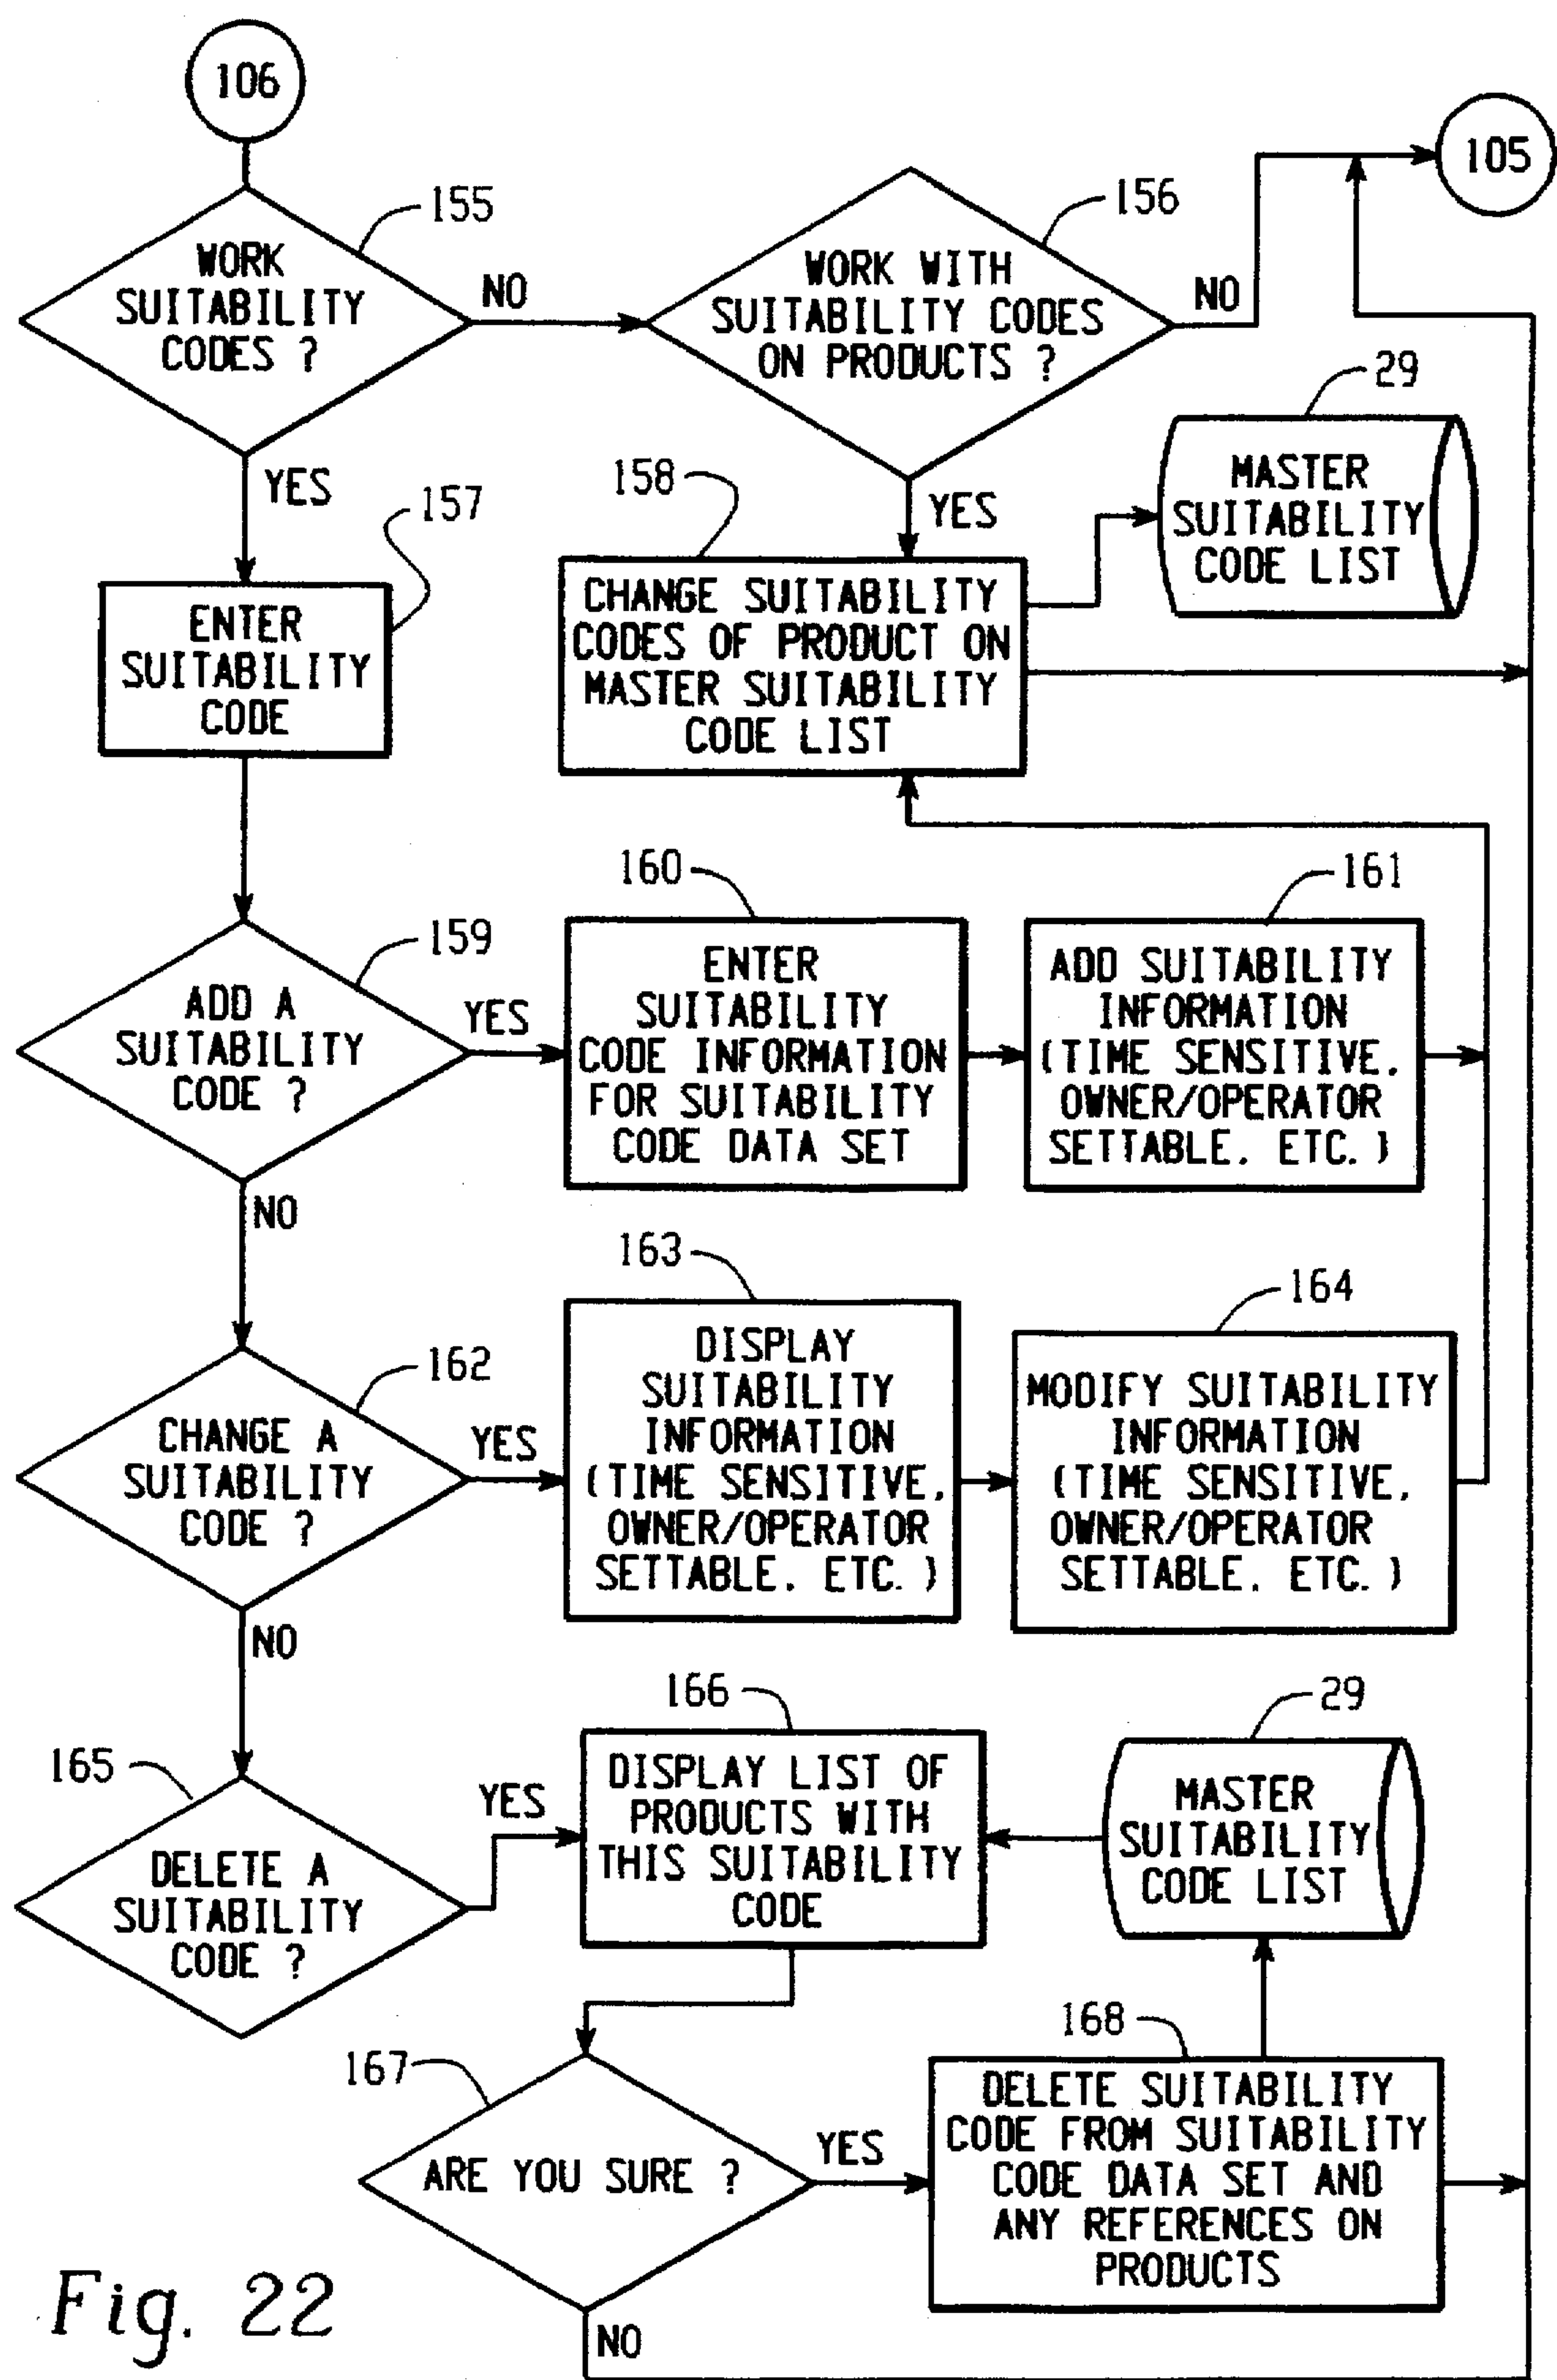 106
105
155
WORK
SUITABILITY
CODES ?
NO
156
WORK WITH
SUITABILITY CODES
ON PRODUCTS ?
NO
29
MASTER
SUITABILITY
CODE LIST
YES
157
ENTER
SUITABILITY
CODE
YES
158
CHANGE SUITABILITY
CODES OF PRODUCT ON
MASTER SUITABILITY
CODE LIST
159
ADD A
SUITABILITY
CODE ?
YES
160
ENTER
SUITABILITY
CODE INFORMATION
FOR SUITABILITY
CODE DATA SET
161
ADD SUITABILITY
INFORMATION
(TIME SENSITIVE.
OWNER/OPERATOR
SETTABLE. ETC.)
NO
162
CHANGE A
SUITABILITY
CODE ?
YES
163
DISPLAY
SUITABILITY
INFORMATION
(TIME SENSITIVE.
OWNER/OPERATOR
SETTABLE. ETC.)
164
MODIFY SUITABILITY
INFORMATION
(TIME SENSITIVE.
OWNER/OPERATOR
SETTABLE. ETC.)
NO
165
DELETE A
SUITABILITY
CODE ?
YES
166
DISPLAY LIST OF
PRODUCTS WITH
THIS SUITABILITY
CODE
29
MASTER
SUITABILITY
CODE LIST
167
ARE YOU SURE ?
YES
168
DELETE SUITABILITY
CODE FROM SUITABILITY
CODE DATA SET AND
ANY REFERENCES ON
PRODUCTS
NO
Fig. 22